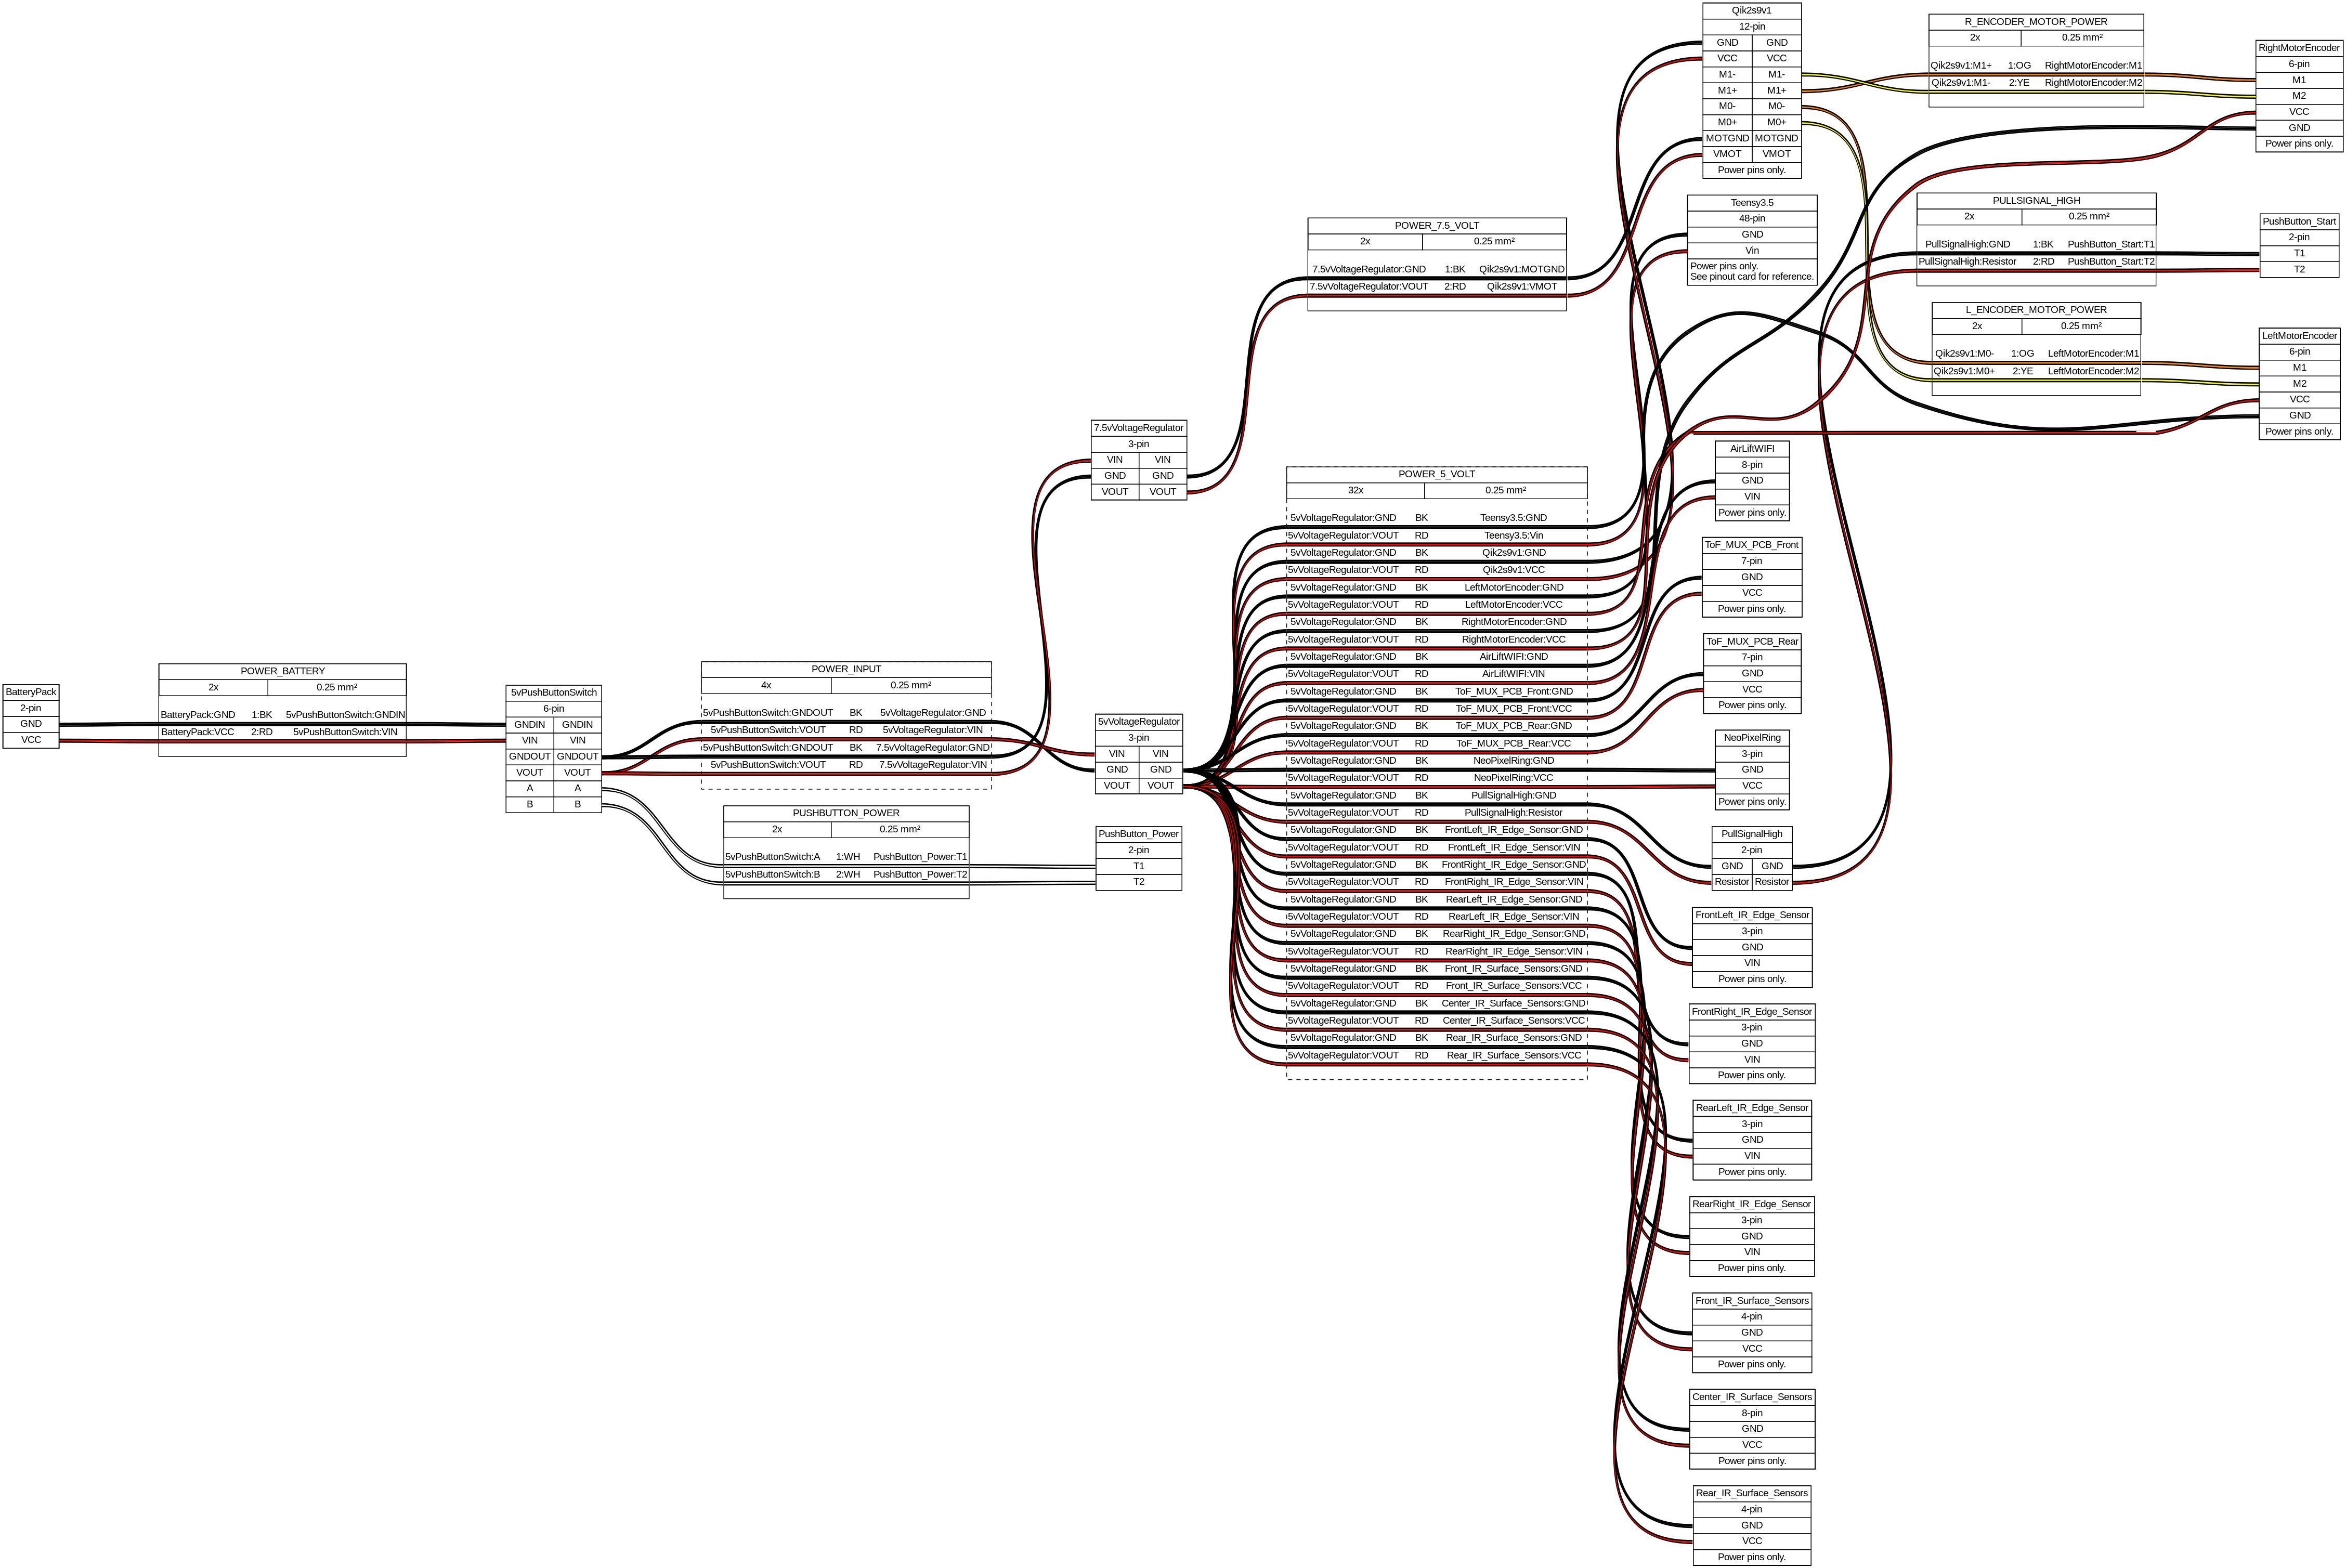 BatteryPack
2-pin
GND
VCC
POWER_BATTERY
2x 0.25 mm²
BatteryPack:GND 1:BK 5vPushButtonSwitch:GNDIN
BatteryPack:VCC 2:RD 5vPushButtonSwitch:VIN
5vPushButtonSwitch
6-pin
GNDIN GNDIN
VIN VIN
GNDOUT GNDOUT
VOUT VOUT
A A
B B
POWER_INPUT
4x 0.25 mm²
5vPushButtonSwitch:GNDOUT BK 5vVoltageRegulator:GND
5vPushButtonSwitch:VOUT RD 5vVoltageRegulator:VIN
5vPushButtonSwitch:GNDOUT BK 7.5vVoltageRegulator:GND
5vPushButtonSwitch:VOUT RD 7.5vVoltageRegulator:VIN
PUSHBUTTON_POWER
2x 0.25 mm²
5vPushButtonSwitch:A 1:WH PushButton_Power:T1
5vPushButtonSwitch:B 2:WH PushButton_Power:T2
7.5vVoltageRegulator
3-pin
VIN VIN
GND GND
VOUT VOUT
5vVoltageRegulator
3-pin
VIN VIN
GND GND
VOUT VOUT
PushButton_Power
2-pin
T1
T2
POWER_7.5_VOLT
2x 0.25 mm²
7.5vVoltageRegulator:GND 1:BK Qik2s9v1:MOTGND
7.5vVoltageRegulator:VOUT 2:RD Qik2s9v1:VMOT
POWER_5_VOLT
32x 0.25 mm²
5vVoltageRegulator:GND BK Teensy3.5:GND
5vVoltageRegulator:VOUT RD Teensy3.5:Vin
5vVoltageRegulator:GND BK Qik2s9v1:GND
5vVoltageRegulator:VOUT RD Qik2s9v1:VCC
5vVoltageRegulator:GND BK LeftMotorEncoder:GND
5vVoltageRegulator:VOUT RD LeftMotorEncoder:VCC
5vVoltageRegulator:GND BK RightMotorEncoder:GND
5vVoltageRegulator:VOUT RD RightMotorEncoder:VCC
5vVoltageRegulator:GND BK AirLiftWIFI:GND
5vVoltageRegulator:VOUT RD AirLiftWIFI:VIN
5vVoltageRegulator:GND BK ToF_MUX_PCB_Front:GND
5vVoltageRegulator:VOUT RD ToF_MUX_PCB_Front:VCC
5vVoltageRegulator:GND BK ToF_MUX_PCB_Rear:GND
5vVoltageRegulator:VOUT RD ToF_MUX_PCB_Rear:VCC
5vVoltageRegulator:GND BK NeoPixelRing:GND
5vVoltageRegulator:VOUT RD NeoPixelRing:VCC
5vVoltageRegulator:GND BK PullSignalHigh:GND
5vVoltageRegulator:VOUT RD PullSignalHigh:Resistor
5vVoltageRegulator:GND BK FrontLeft_IR_Edge_Sensor:GND
5vVoltageRegulator:VOUT RD FrontLeft_IR_Edge_Sensor:VIN
5vVoltageRegulator:GND BK FrontRight_IR_Edge_Sensor:GND
5vVoltageRegulator:VOUT RD FrontRight_IR_Edge_Sensor:VIN
5vVoltageRegulator:GND BK RearLeft_IR_Edge_Sensor:GND
5vVoltageRegulator:VOUT RD RearLeft_IR_Edge_Sensor:VIN
5vVoltageRegulator:GND BK RearRight_IR_Edge_Sensor:GND
5vVoltageRegulator:VOUT RD RearRight_IR_Edge_Sensor:VIN
5vVoltageRegulator:GND BK Front_IR_Surface_Sensors:GND
5vVoltageRegulator:VOUT RD Front_IR_Surface_Sensors:VCC
5vVoltageRegulator:GND BK Center_IR_Surface_Sensors:GND
5vVoltageRegulator:VOUT RD Center_IR_Surface_Sensors:VCC
5vVoltageRegulator:GND BK Rear_IR_Surface_Sensors:GND
5vVoltageRegulator:VOUT RD Rear_IR_Surface_Sensors:VCC
Qik2s9v1
12-pin
GND GND
VCC VCC
M1- M1-
M1+ M1+
M0- M0-
M0+ M0+
MOTGND MOTGND
VMOT VMOT
Power pins only.
Teensy3.5
48-pin
GND
Vin
Power pins only.
See pinout card for reference.
AirLiftWIFI
8-pin
GND
VIN
Power pins only.
ToF_MUX_PCB_Front
7-pin
GND
VCC
Power pins only.
ToF_MUX_PCB_Rear
7-pin
GND
VCC
Power pins only.
NeoPixelRing
3-pin
GND
VCC
Power pins only.
PullSignalHigh
2-pin
GND GND
Resistor Resistor
FrontLeft_IR_Edge_Sensor
3-pin
GND
VIN
Power pins only.
FrontRight_IR_Edge_Sensor
3-pin
GND
VIN
Power pins only.
RearLeft_IR_Edge_Sensor
3-pin
GND
VIN
Power pins only.
RearRight_IR_Edge_Sensor
3-pin
GND
VIN
Power pins only.
Front_IR_Surface_Sensors
4-pin
GND
VCC
Power pins only.
Center_IR_Surface_Sensors
8-pin
GND
VCC
Power pins only.
Rear_IR_Surface_Sensors
4-pin
GND
VCC
Power pins only.
R_ENCODER_MOTOR_POWER
2x 0.25 mm²
Qik2s9v1:M1+ 1:OG RightMotorEncoder:M1
Qik2s9v1:M1- 2:YE RightMotorEncoder:M2
PULLSIGNAL_HIGH
2x 0.25 mm²
PullSignalHigh:GND 1:BK PushButton_Start:T1
PullSignalHigh:Resistor 2:RD PushButton_Start:T2
L_ENCODER_MOTOR_POWER
2x 0.25 mm²
Qik2s9v1:M0- 1:OG LeftMotorEncoder:M1
Qik2s9v1:M0+ 2:YE LeftMotorEncoder:M2
RightMotorEncoder
6-pin
M1
M2
VCC
GND
Power pins only.
PushButton_Start
2-pin
T1
T2
LeftMotorEncoder
6-pin
M1
M2
VCC
GND
Power pins only.